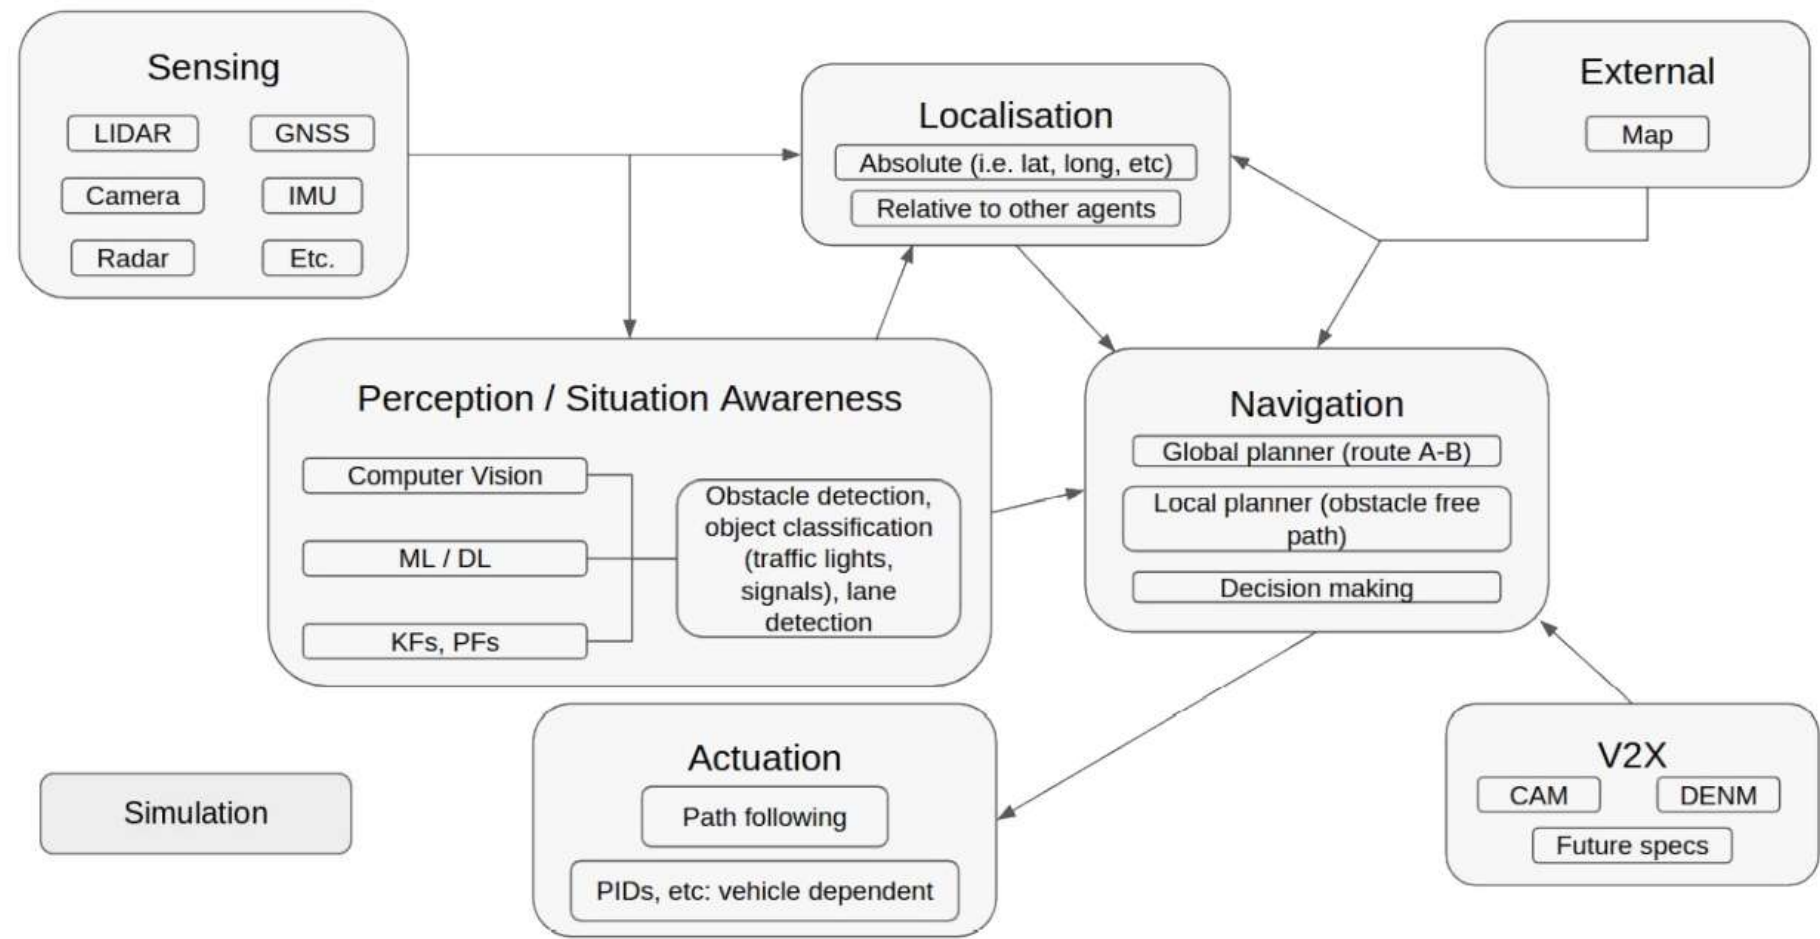 Sensing
LIDAR
GNSS
Camera
IMU
Radar
Etc.
Localisation
Absolute (i.e. lat, long, etc)
Relative to other agents
External
Map
Perception / Situation Awareness
Computer Vision
ML / DL
KFs, PFs
Obstacle detection,
object classification
(traffic lights,
signals), lane
detection
Navigation
Global planner (route A-B)
Local planner (obstacle free
path)
Decision making
Simulation
Actuation
Path following
PIDs, etc: vehicle dependent
V2X
CAM
DENM
Future specs